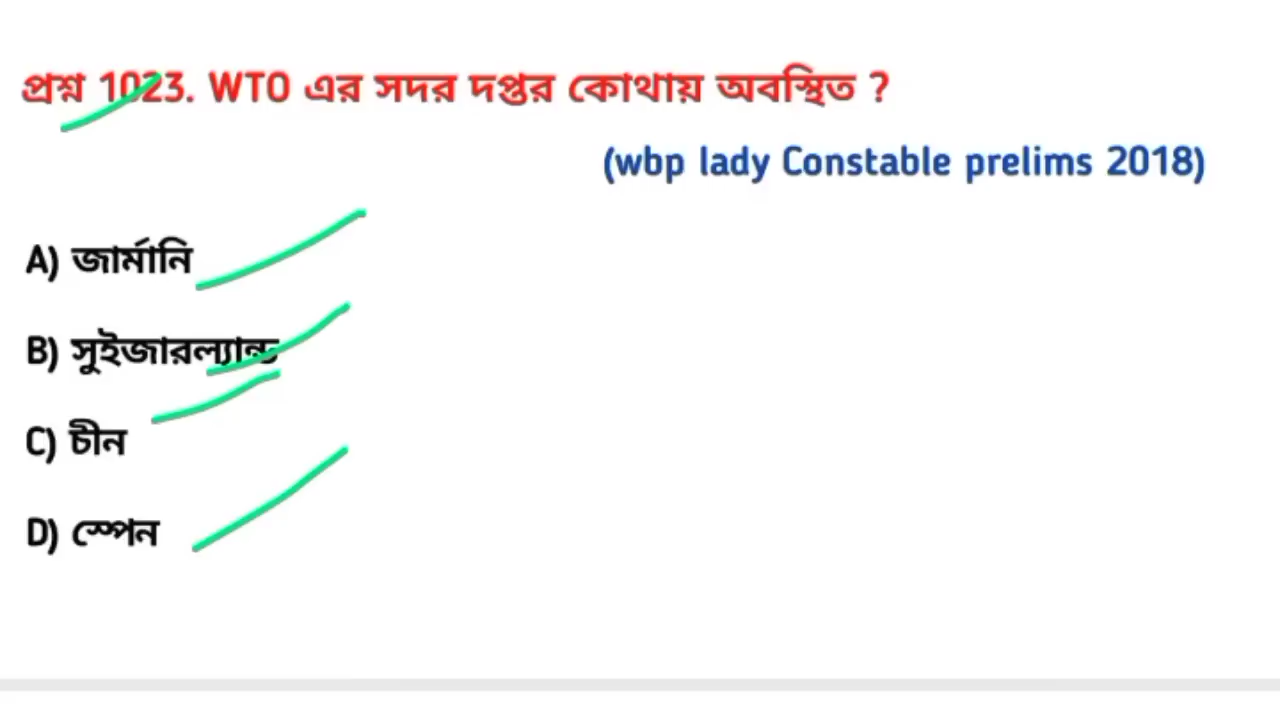 প্রশ্ন 1023. WTO এর সদর দপ্তর কোথায় অবস্থিত ?
(wbp lady Constable prelims 2018)
A) জার্মানি
B) সুইজারল্যান্ড
C) চীন
D) স্পেন